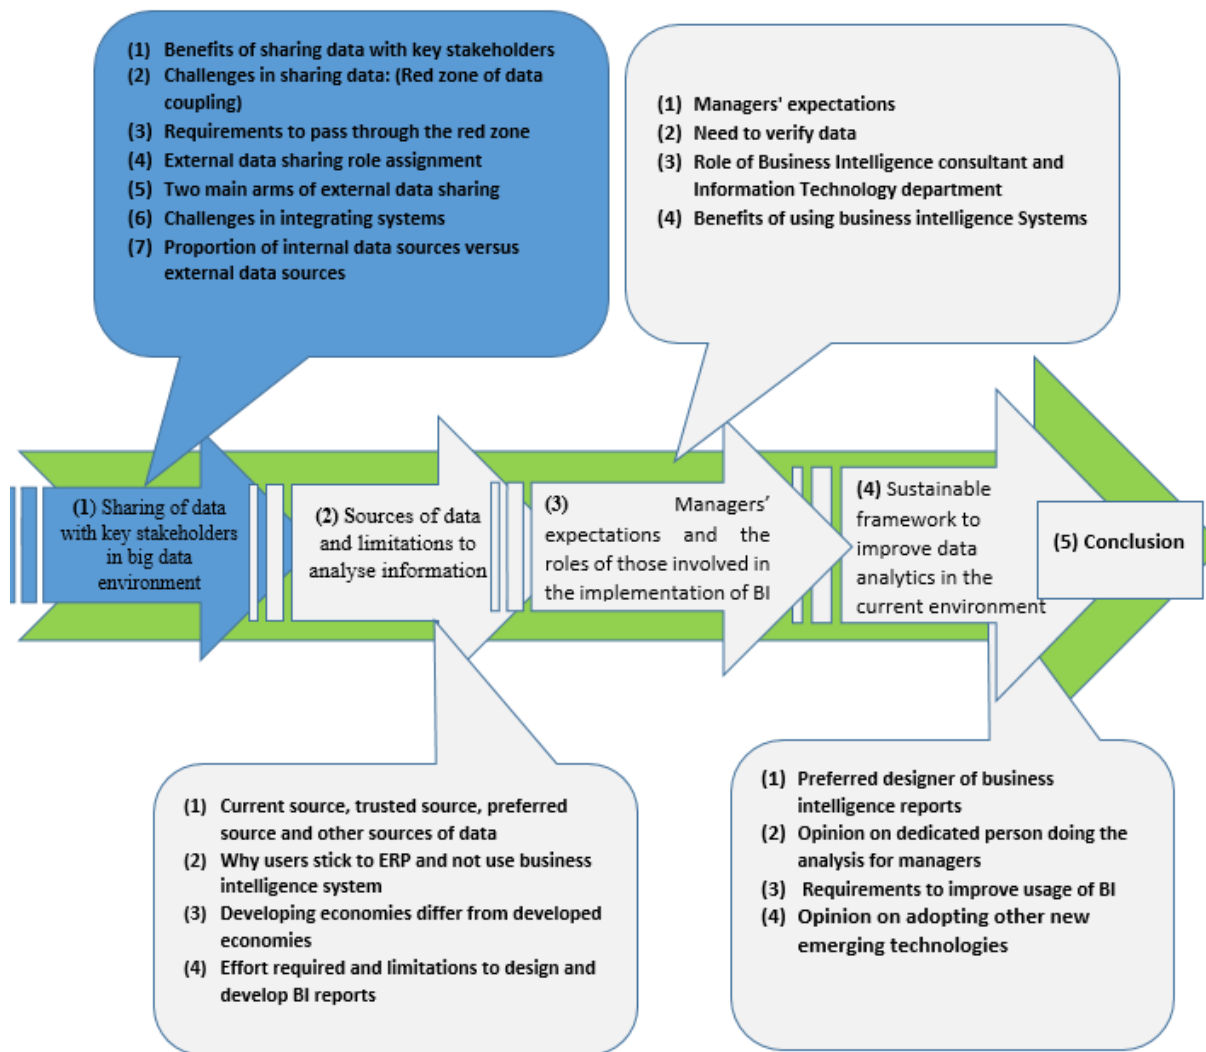 (1) Benefits of sharing data with key stakeholders
(2) Challenges in sharing data: (Red zone of data
coupling)
(3) Requirements to pass through the red zone
(4) External data sharing role assignment
(5) Two main arms of external data sharing
(6) Challenges in integrating systems
(7) Proportion of internal data sources versus
external data sources
(1) Managers' expectations
(2) Need to verify data
(3) Role of Business Intelligence consultant and
Information Technology department
(4) Benefits of using business intelligence Systems
(1) Sharing of data
with key stakeholders
in big data
environment
(2) Sources of data
and limitations to
analyse information
(3) Managers’
expectations and the
roles of those involved in
the implementation of BI
(4) Sustainable
framework to
improve data
analytics in the
current environment
(5) Conclusion
(1) Current source, trusted source, preferred
source and other sources of data
(2) Why users stick to ERP and not use business
intelligence system
(3) Developing economies differ from developed
economies
(4) Effort required and limitations to design and
develop BI reports
(1) Preferred designer of business
intelligence reports
(2) Opinion on dedicated person doing the
analysis for managers
(3) Requirements to improve usage of BI
(4) Opinion on adopting other new
emerging technologies